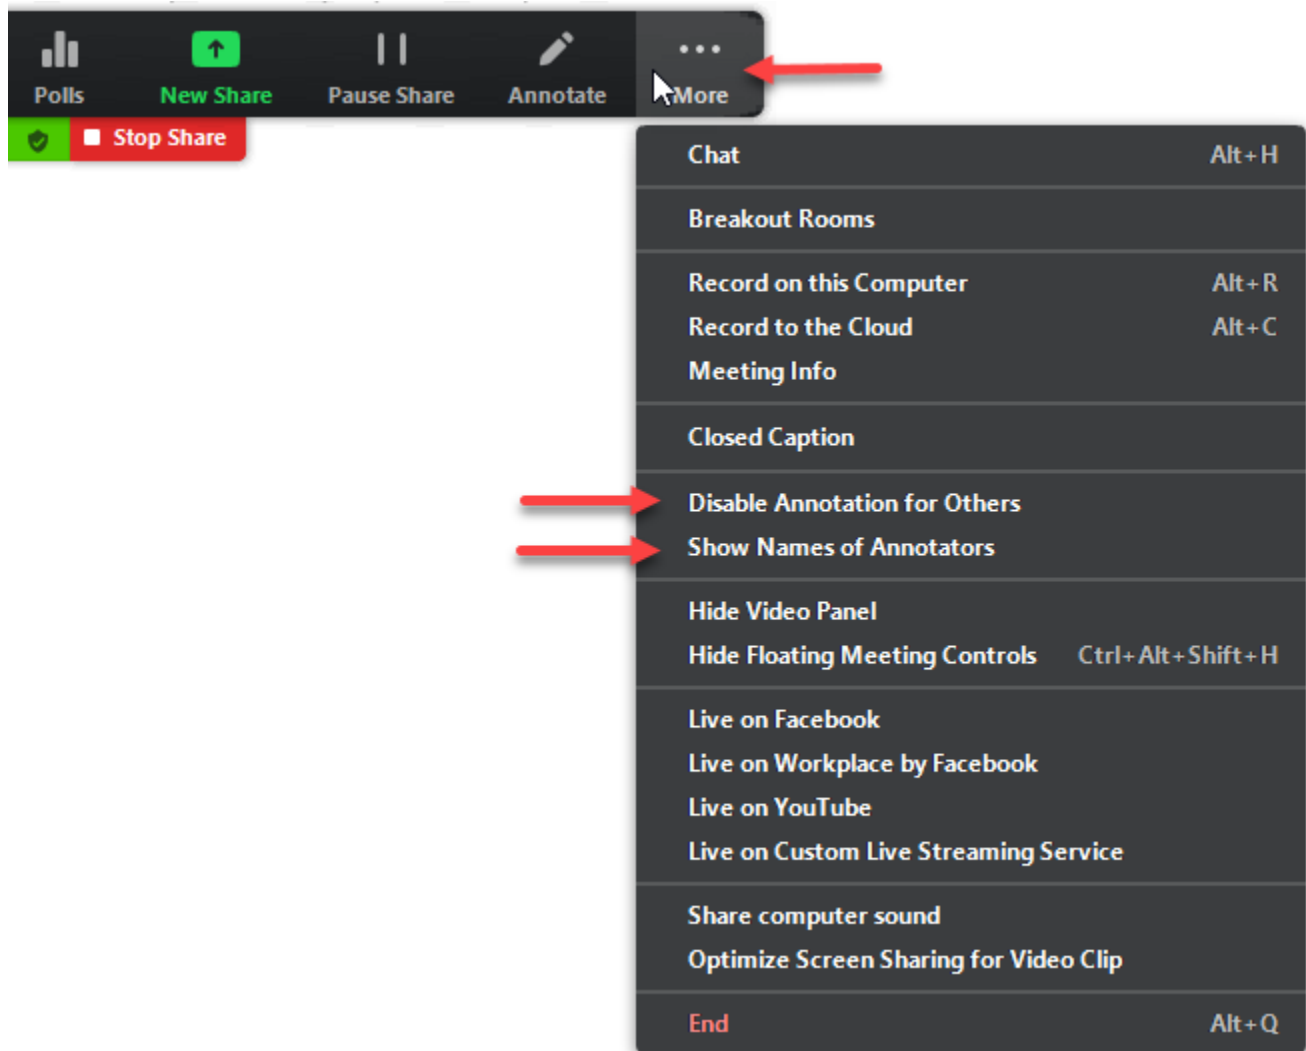 Polls New Share Pause Share Annotate More
Stop Share
Chat Alt+H
Breakout Rooms
Record on this Computer Alt+R
Record to the Cloud Alt+C
Meeting Info
Closed Caption
Disable Annotation for Others
Show Names of Annotators
Hide Video Panel
Hide Floating Meeting Controls Ctrl+Alt+Shift+H
Live on Facebook
Live on Workplace by Facebook
Live on YouTube
Live on Custom Live Streaming Service
Share computer sound
Optimize Screen Sharing for Video Clip
End Alt+Q